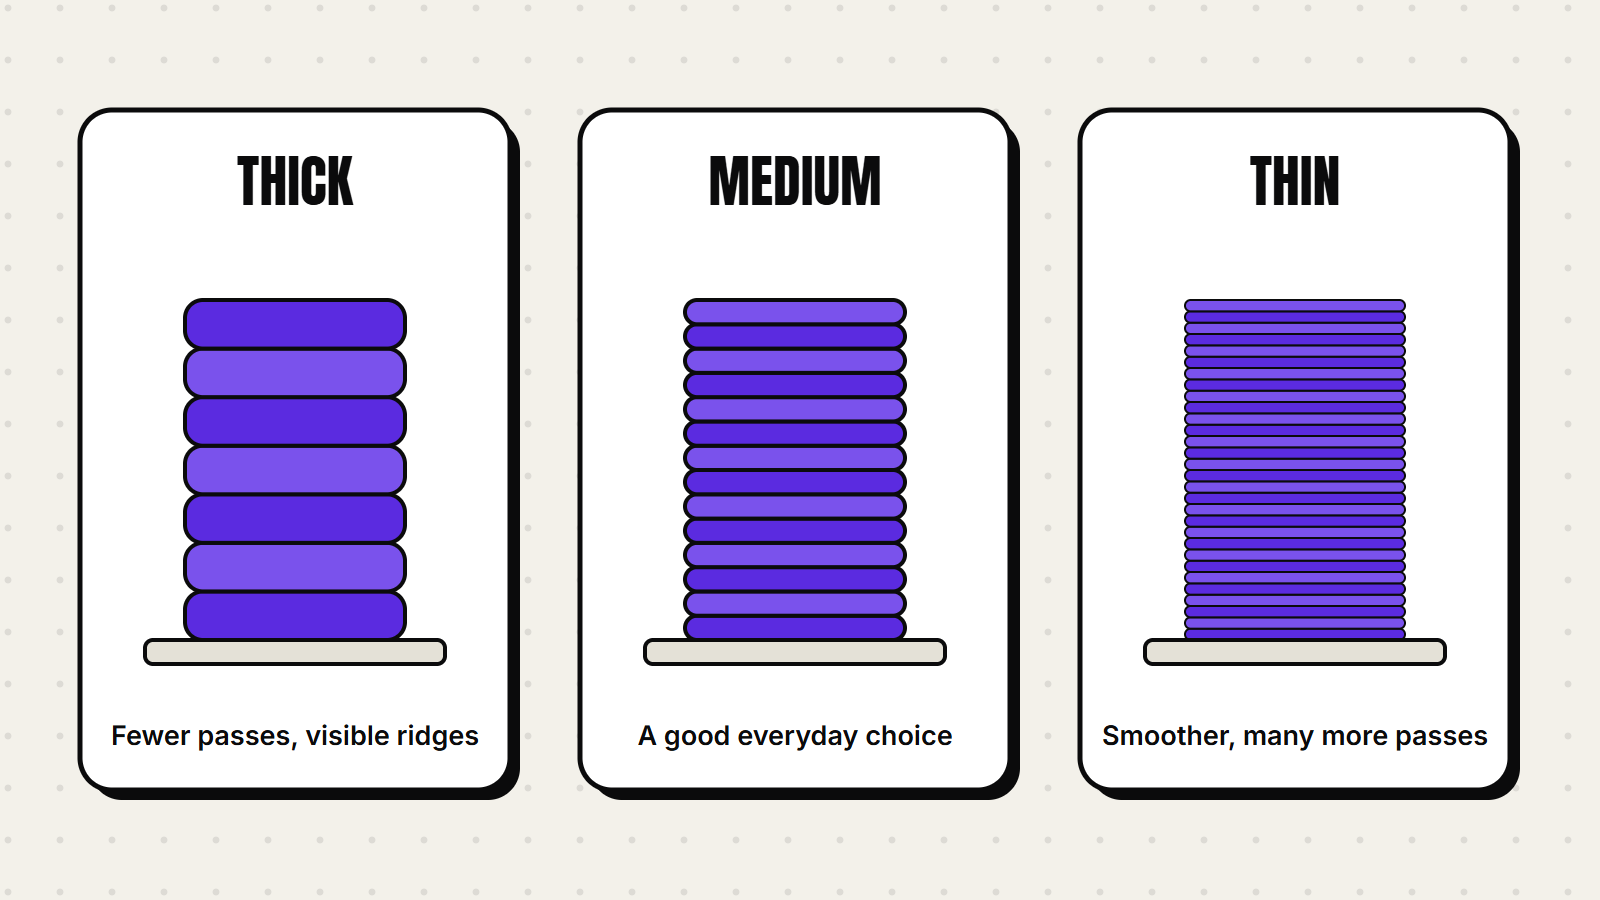 THICK
MEDIUM
THIN
Fewer passes, visible ridges
A good everyday choice
Smoother, many more passes